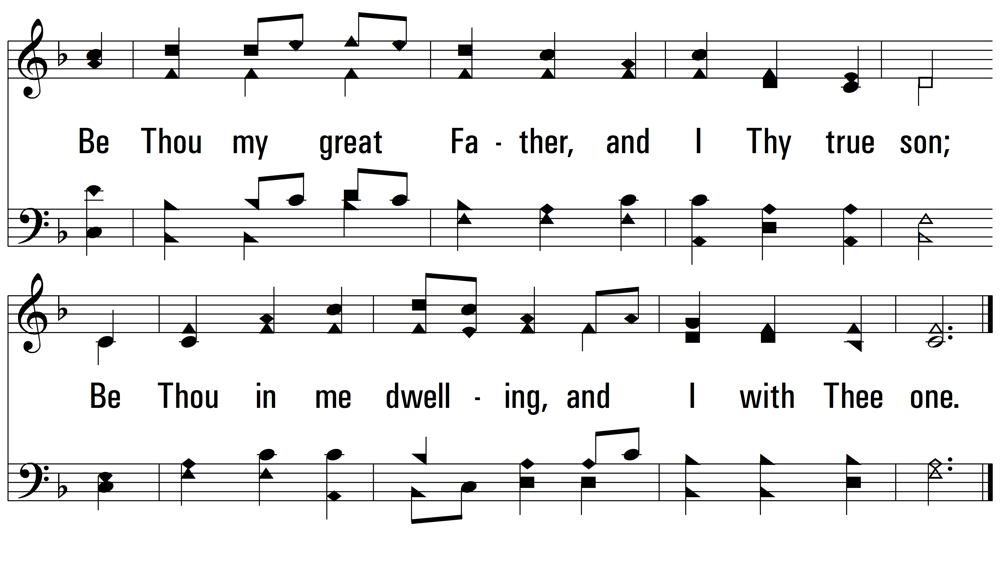 Be Thou my great Fa - ther, and I Thy true son;
Be Thou in me dwell - ing, and I with Thee one.